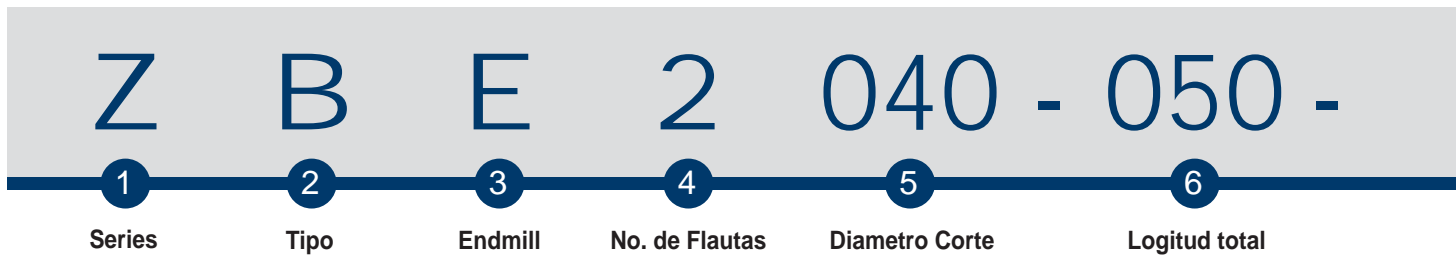 Z B E 2 040 - 050 -
1 2 3 4 5 6
Series Tipo Endmill No. de Flautas Diametro Corte Logitud total